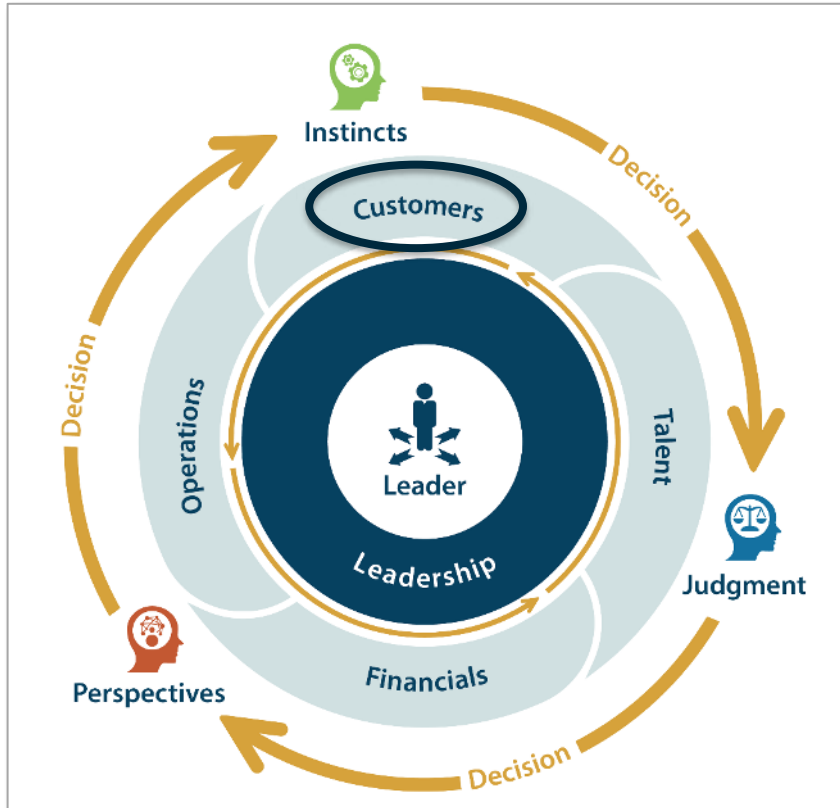 Instincts
Decision
Customers
Decision
Operations
Talent
Leader
Leadership
Judgment
Perspectives
Financials
Decision